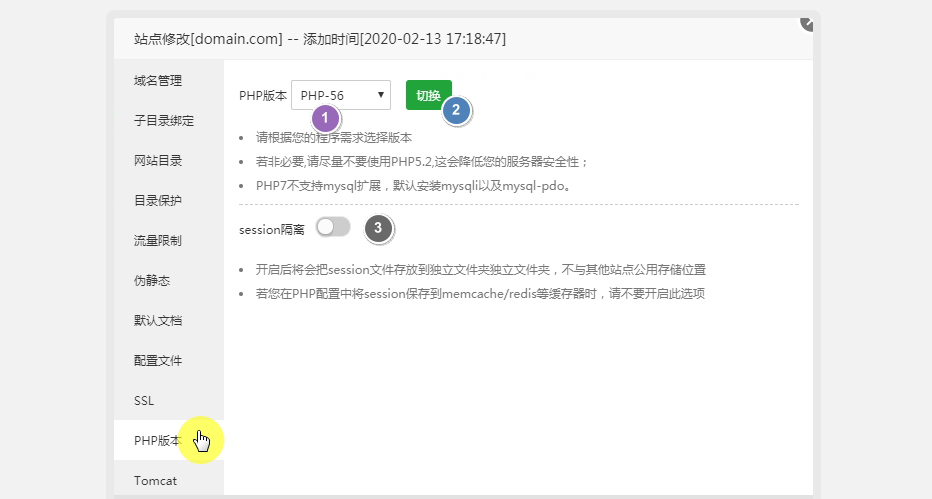 站点修改[domain.com] -- 添加时间[2020-02-13 17:18:47]
域名管理
子目录绑定
网站目录
目录保护
流量限制
伪静态
默认文档
配置文件
SSL
PHP版本
Tomcat
PHP版本 PHP-56 切换
1
2
请根据您的程序需求选择版本
若非必要,请尽量不要使用PHP5.2,这会降低您的服务器安全性；
PHP7不支持mysql扩展，默认安装mysqli以及mysql-pdo。
session隔离 3
开启后将会把session文件存放到独立文件夹独立文件夹，不与其他站点公用存储位置
若您在PHP配置中将session保存到memcache/redis等缓存器时，请不要开启此选项